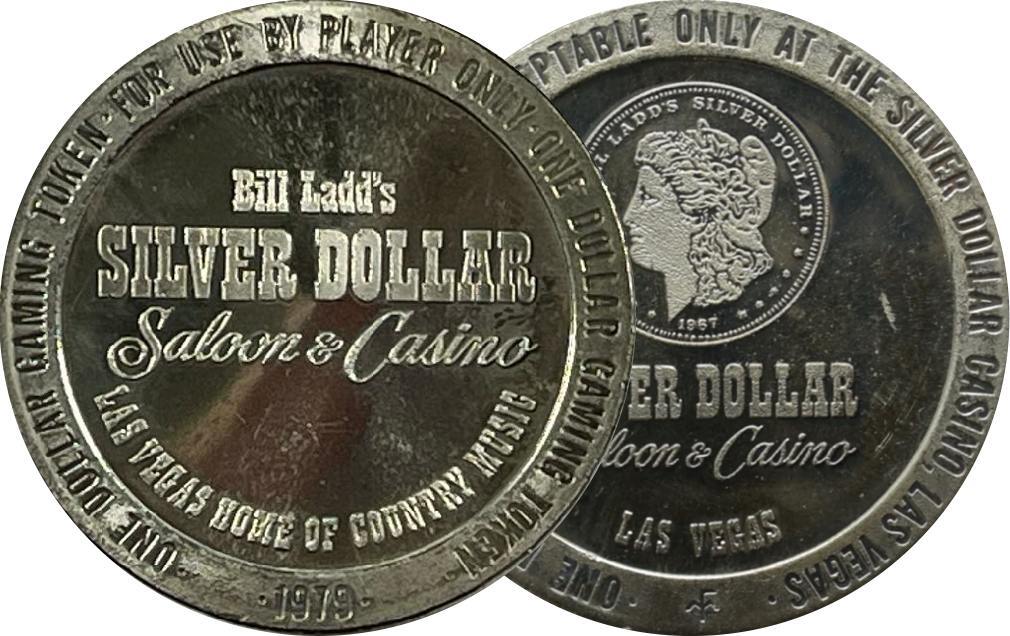 · FOR USE BY PLAYER ONLY · ONE DOLLAR GAMING TOKEN
ONE DOLLAR GAMING TOKEN
Bill Ladd's
SILVER DOLLAR
Saloon & Casino
LAS VEGAS HOME OF COUNTRY MUSIC
· 1979 ·
PTABLE ONLY AT THE SILVER DOLLAR CASINO, LAS VEGAS ·
LADD'S SILVER DOLLAR
1967
ER DOLLAR
loon & Casino
LAS VEGAS
ONE
F